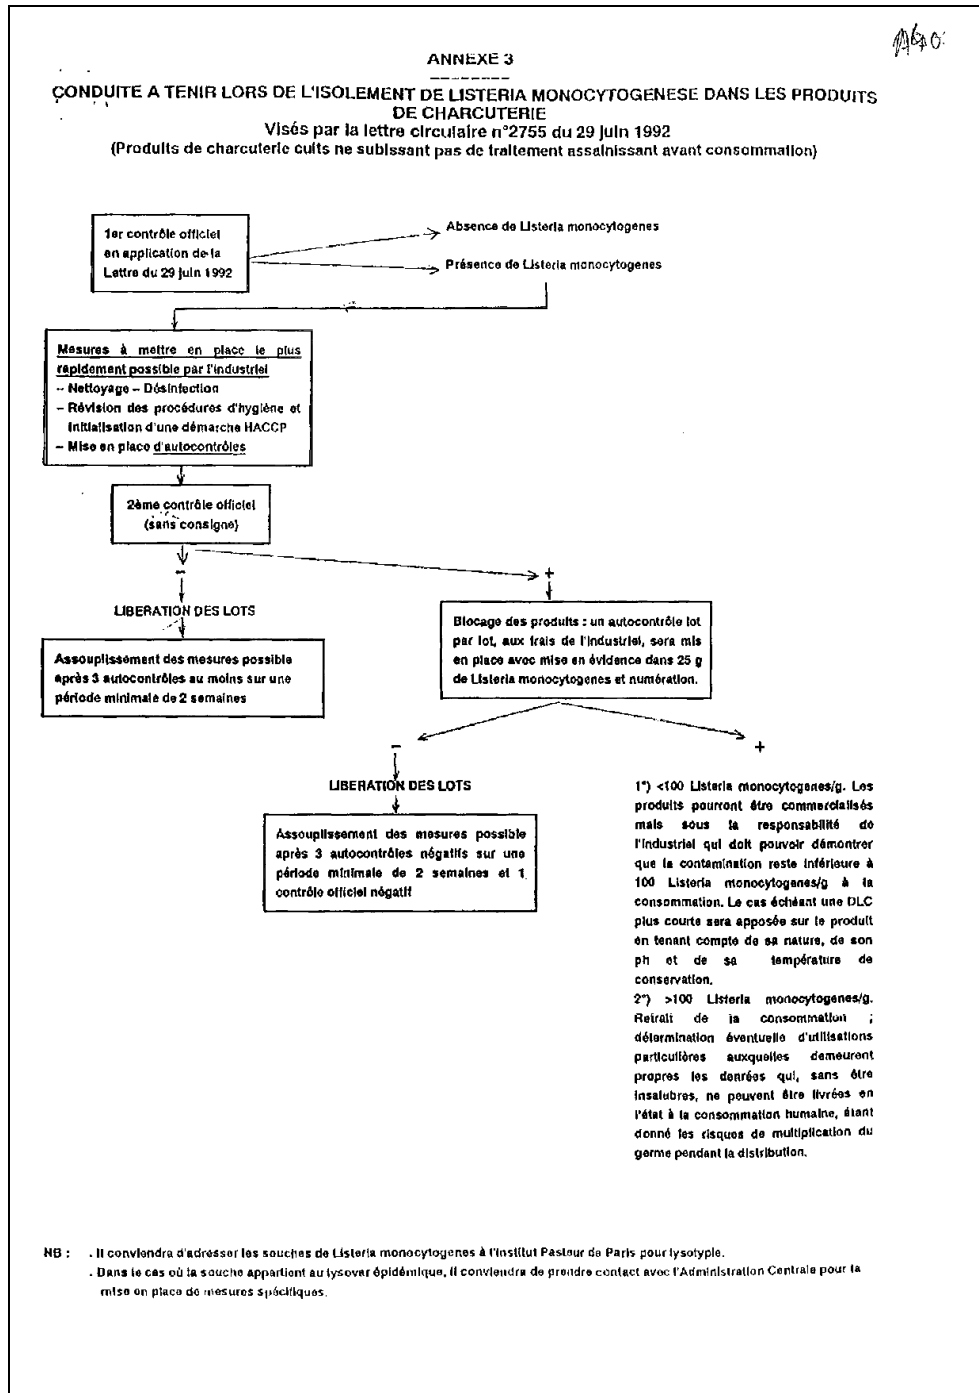 ANNEXE 3
CONDUITE A TENIR LORS DE L'ISOLEMENT DE LISTERIA MONOCYTOGENESE DANS LES PRODUITS
DE CHARCUTERIE
Visés par la lettre circulaire n°2755 du 29 juin 1992
(Produits de charcuterie cuits ne subissant pas de traitement assainissant avant consommation)
1er contrôle officiel
en application de la
Lettre du 29 juin 1992
Absence de Listeria monocytogenes
Présence de Listeria monocytogenes
Mesures à mettre en place le plus
rapidement possible par l'industriel
– Nettoyage – Désinfection
– Révision des procédures d'hygiène et
initialisation d'une démarche HACCP
– Mise en place d'autocontrôles
2ème contrôle officiel
(sans consigne)
–
+
LIBERATION DES LOTS
Assouplissement des mesures possible
après 3 autocontrôles au moins sur une
période minimale de 2 semaines
Blocage des produits : un autocontrôle lot
par lot, aux frais de l'industriel, sera mis
en place avec mise en évidence dans 25 g
de Listeria monocytogenes et numération.
–
+
LIBERATION DES LOTS
Assouplissement des mesures possible
après 3 autocontrôles négatifs sur une
période minimale de 2 semaines et 1
contrôle officiel négatif
1°) <100 Listeria monocytogenes/g. Les
produits pourront être commercialisés
mais sous la responsabilité de
l'industriel qui doit pouvoir démontrer
que la contamination reste inférieure à
100 Listeria monocytogenes/g à la
consommation. Le cas échéant une DLC
plus courte sera apposée sur le produit
en tenant compte de sa nature, de son
ph et de sa température de
conservation.
2°) >100 Listeria monocytogenes/g.
Retrait de la consommation ;
détermination éventuelle d'utilisations
particulières auxquelles demeurent
propres les denrées qui, sans être
insalubres, ne peuvent être livrées en
l'état à la consommation humaine, étant
donné les risques de multiplication du
germe pendant la distribution.
NB : . Il conviendra d'adresser les souches de Listeria monocytogenes à l'Institut Pasteur de Paris pour lysotypie.
. Dans le cas où la souche appartient au lysovar épidémique, il conviendra de prendre contact avec l'Administration Centrale pour la
mise en place de mesures spécifiques.